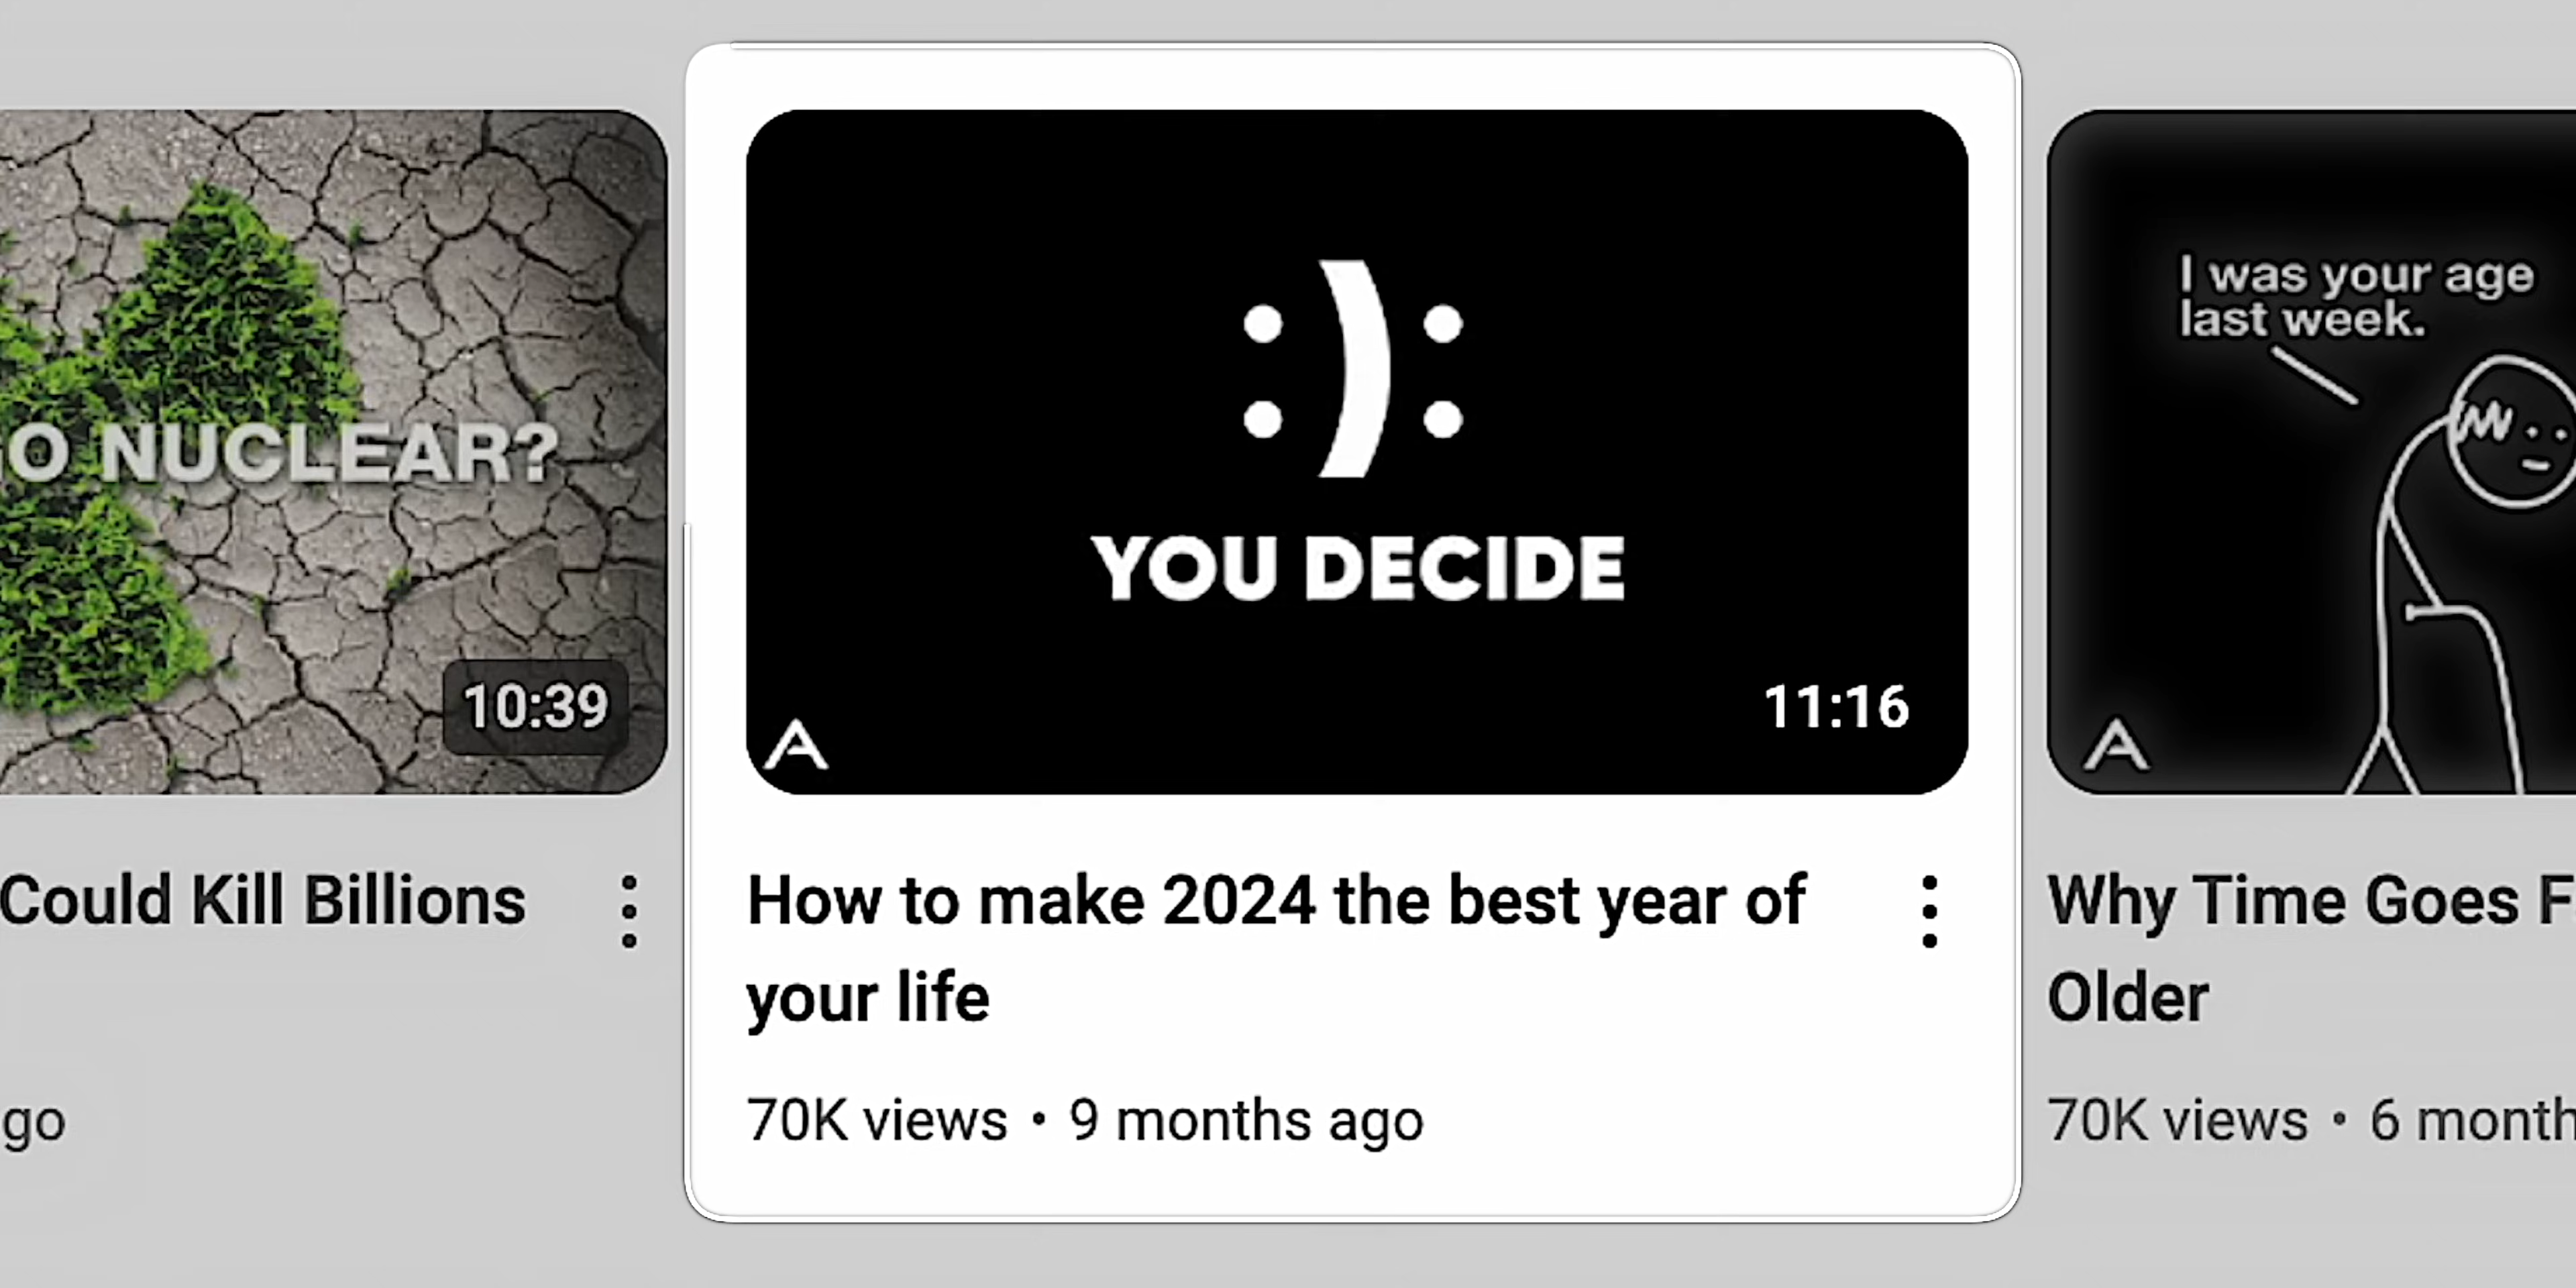 O NUCLEAR?
10:39
Could Kill Billions
go
:):
YOU DECIDE
11:16
A
How to make 2024 the best year of
your life
70K views • 9 months ago
I was your age
last week.
A
Why Time Goes F
Older
70K views • 6 month